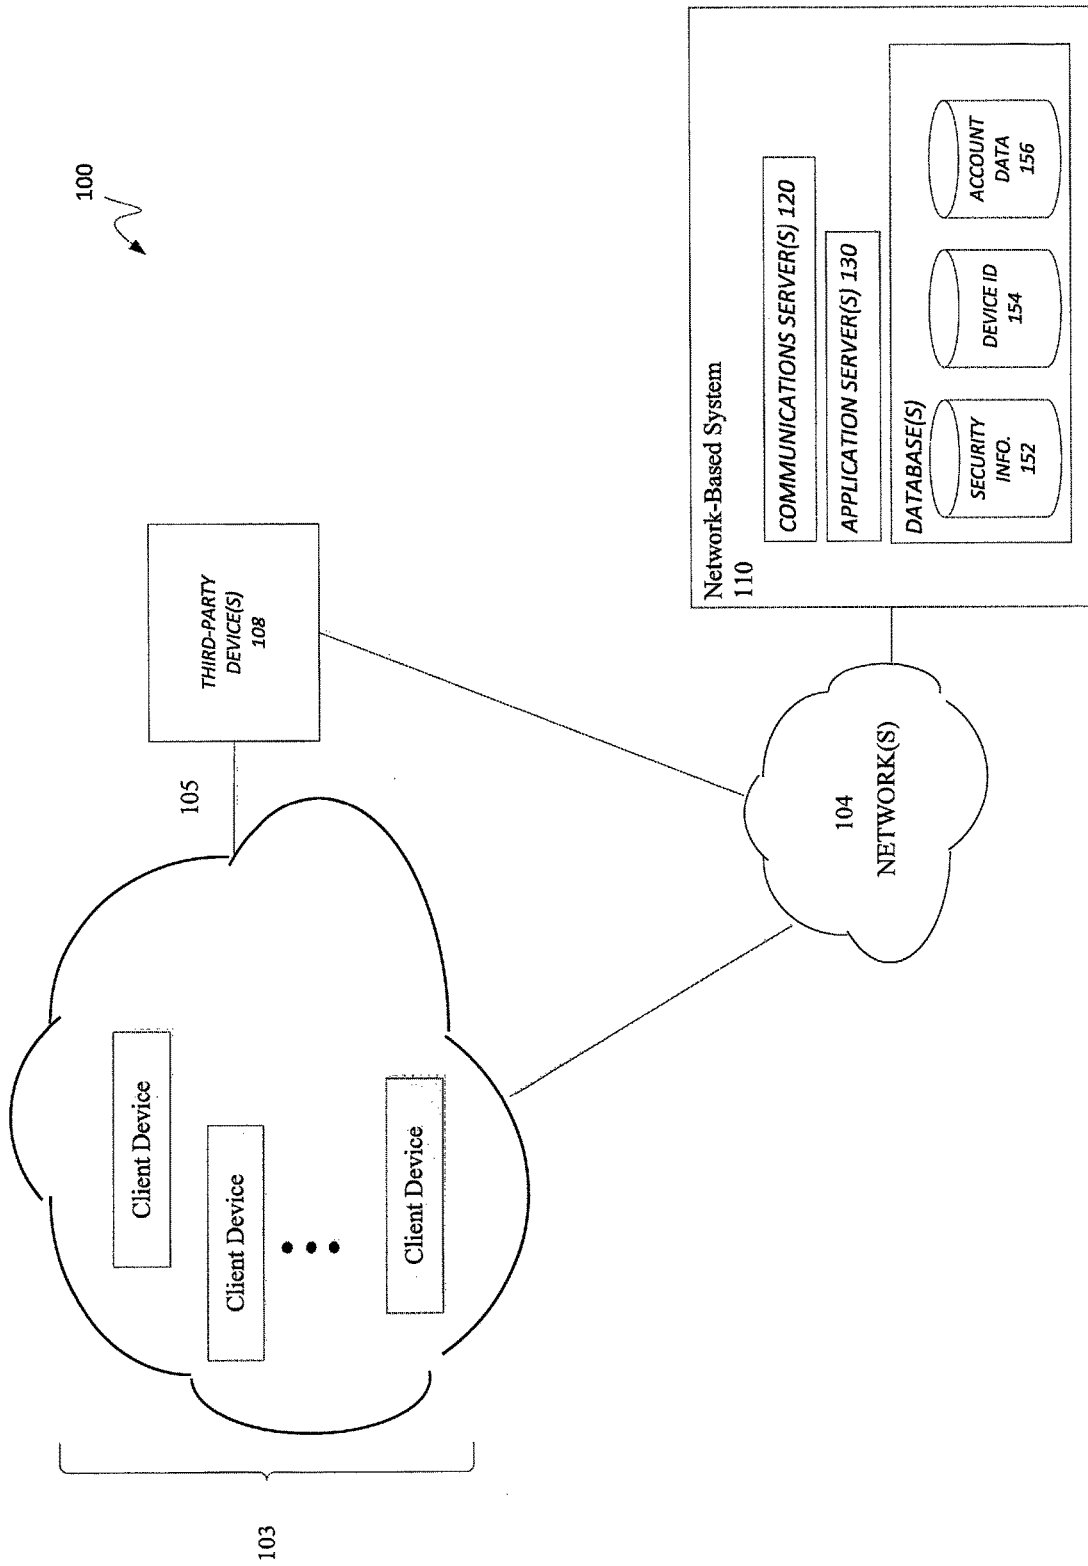 100
103
Client Device
Client Device
Client Device
105
THIRD-PARTY
DEVICE(S)
108
104
NETWORK(S)
Network-Based System
110
COMMUNICATIONS SERVER(S) 120
APPLICATION SERVER(S) 130
DATABASE(S)
SECURITY
INFO.
152
DEVICE ID
154
ACCOUNT
DATA
156